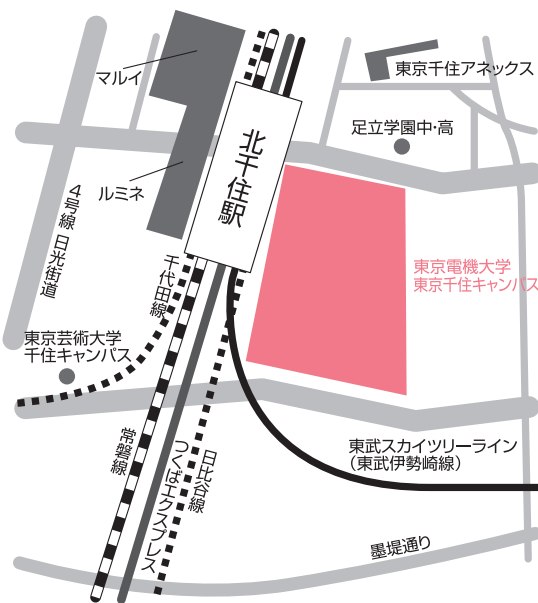 マルイ
東京千住アネックス
足立学園中・高
北千住駅
ルミネ
4号線 日光街道
千代田線
東京電機大学
東京千住キャンパス
東京芸術大学
千住キャンパス
常磐線
つくばエクスプレス
日比谷線
東武スカイツリーライン
(東武伊勢崎線)
墨堤通り